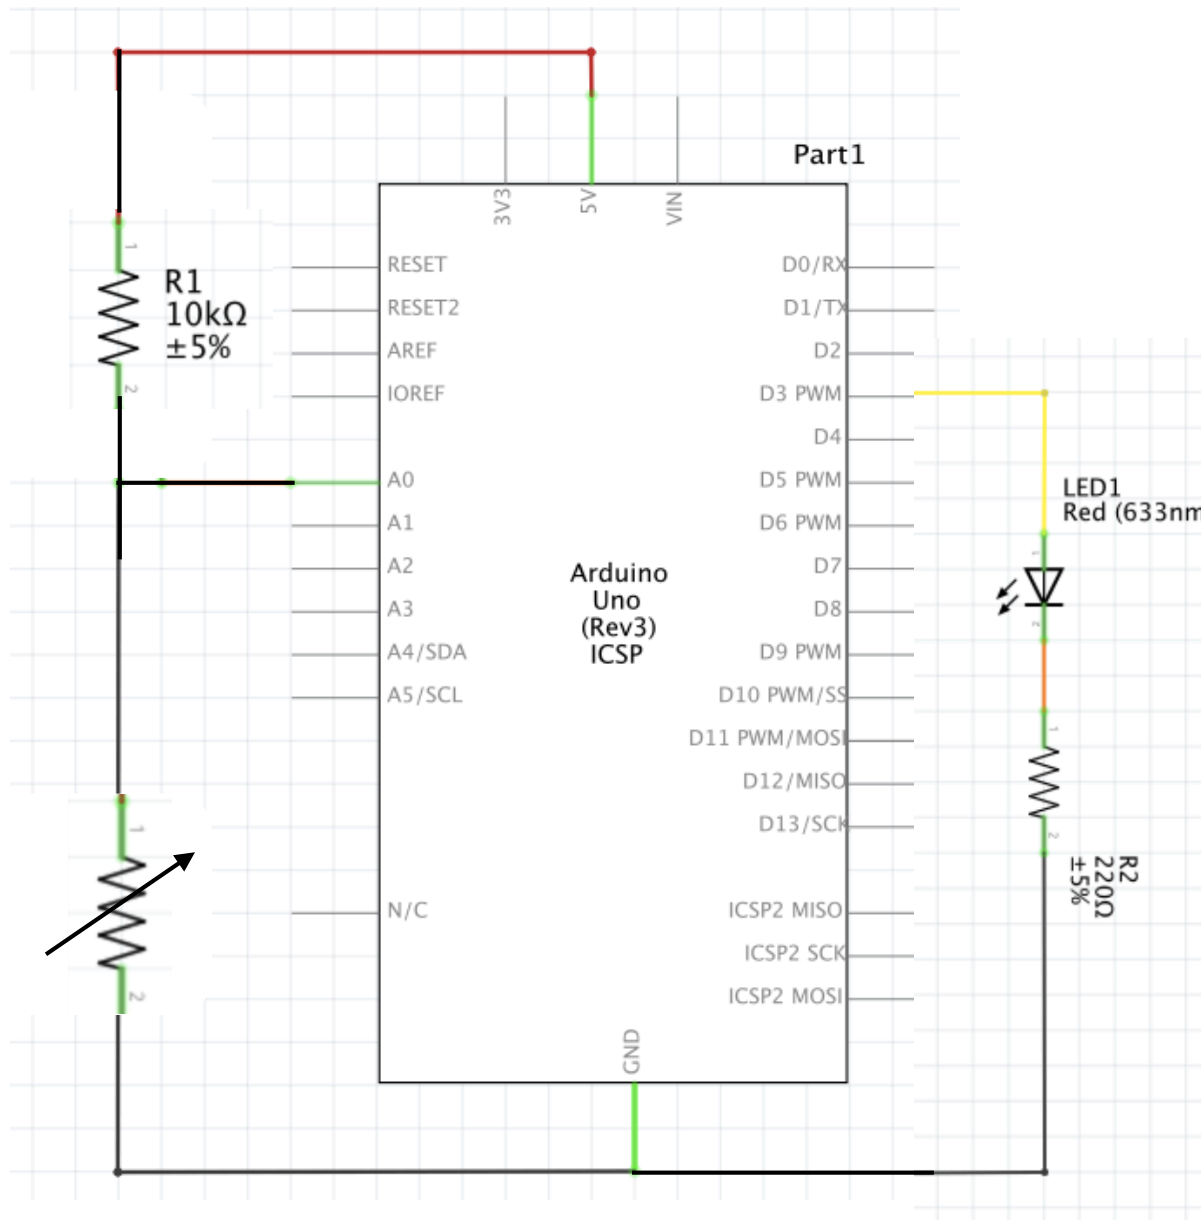 Part1
3V3
5V
VIN
RESET
RESET2
AREF
IOREF
A0
A1
A2
A3
A4/SDA
A5/SCL
N/C
D0/RX
D1/TX
D2
D3 PWM
D4
D5 PWM
D6 PWM
D7
D8
D9 PWM
D10 PWM/SS
D11 PWM/MOSI
D12/MISO
D13/SCK
ICSP2 MISO
ICSP2 SCK
ICSP2 MOSI
GND
Arduino
Uno
(Rev3)
ICSP
1
R1
10kΩ
±5%
2
1
2
LED1
Red (633nm
1
2
1
2
R2
220Ω
±5%